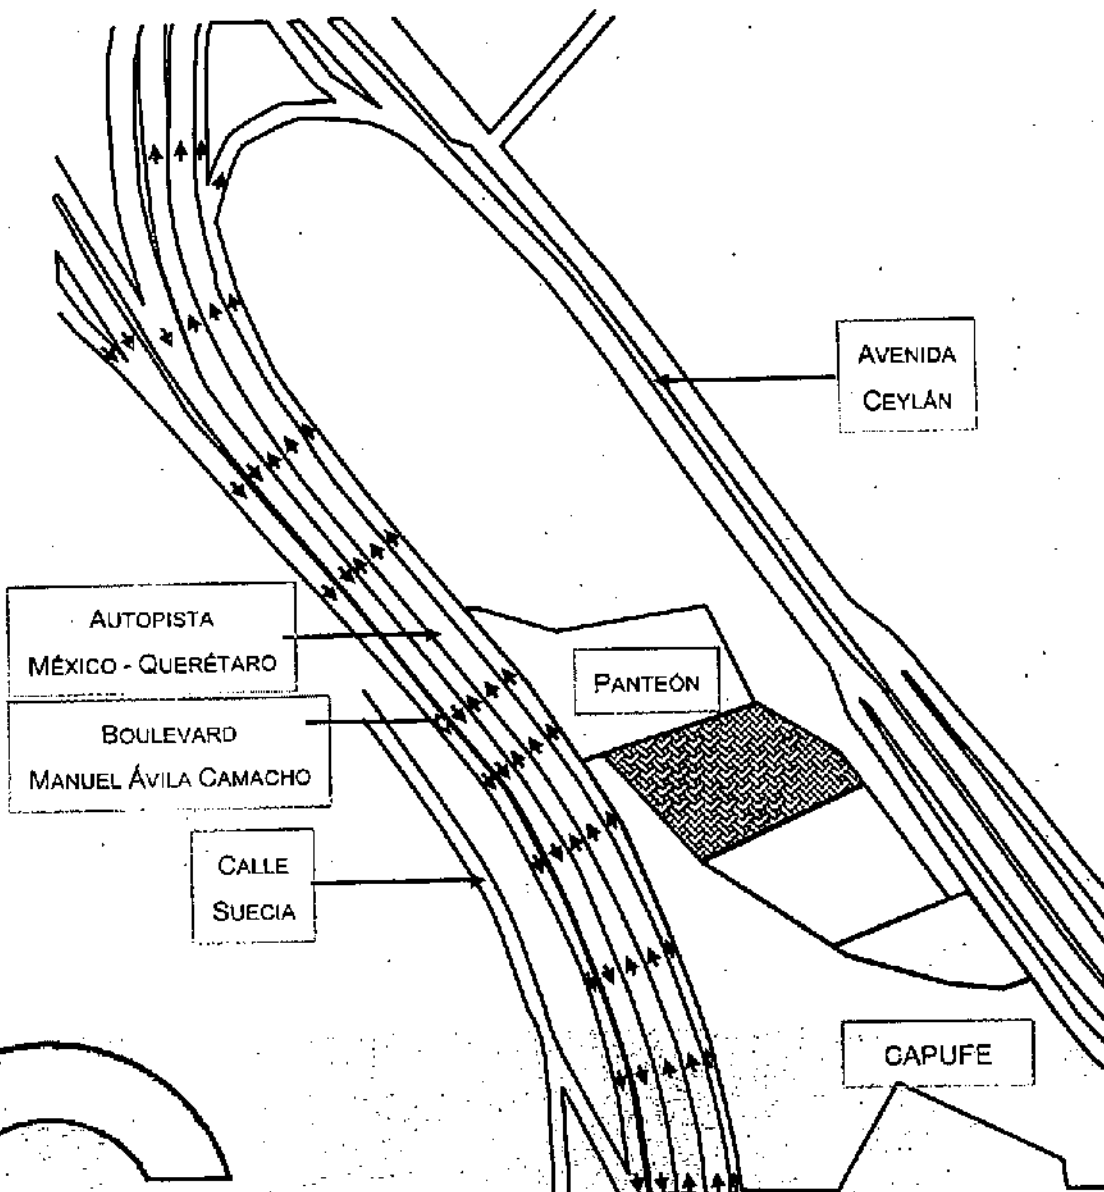 AVENIDA
CEYLÁN
AUTOPISTA
MÉXICO - QUERÉTARO
PANTEÓN
BOULEVARD
MANUEL ÁVILA CAMACHO
CALLE
SUECIA
CAPUFE